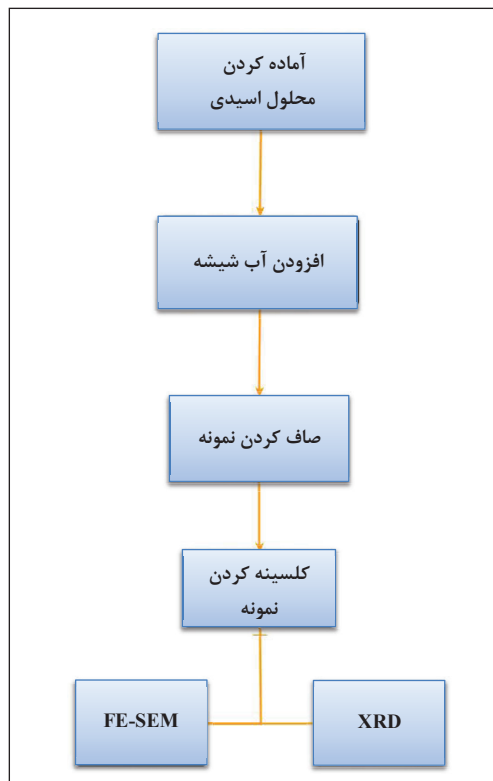 آماده کردن
محلول اسیدی
افزودن آب شیشه
صاف کردن نمونه
کلسینه کردن
نمونه
FE-SEM
XRD